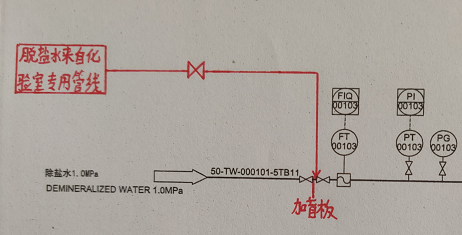 脱盐水来自化
验室专用管线
FIQ
00103
PI
00103
FT
00103
PT
00103
PG
00103
除盐水1.0MPa
50-TW-000101-5TB11
DEMINERALIZED WATER 1.0MPa
加盲板